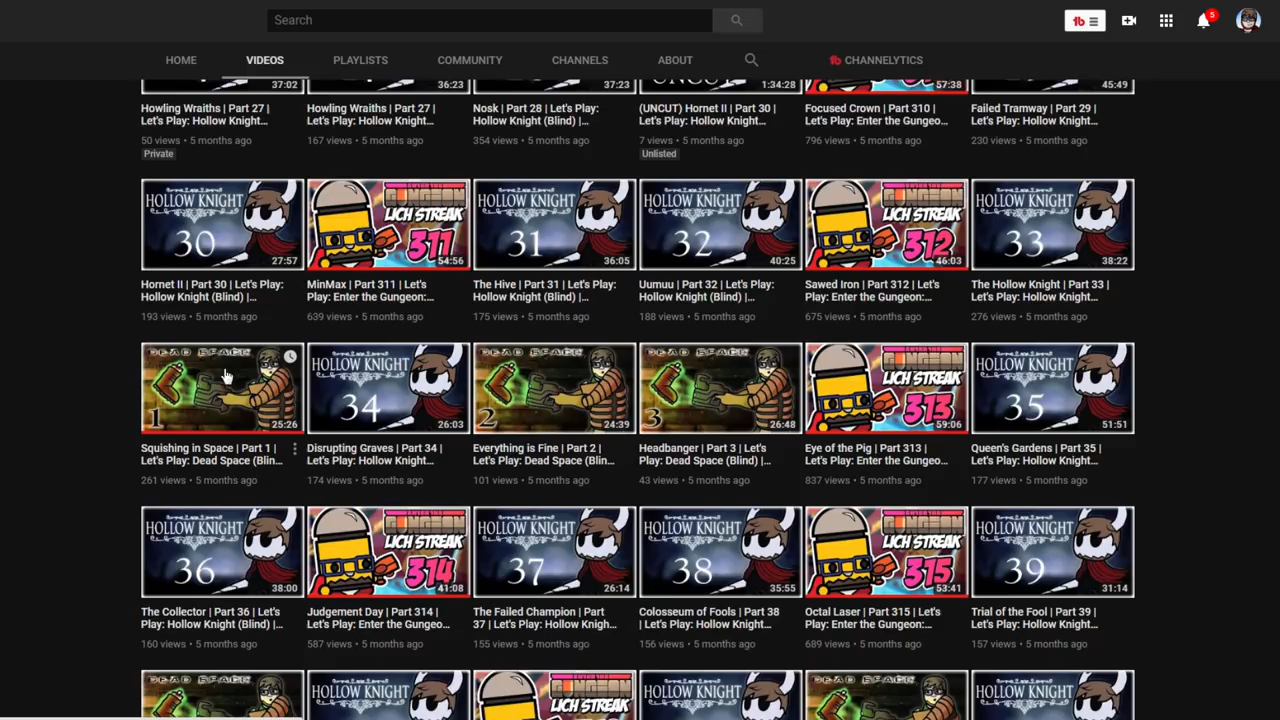 Search
5
HOME
VIDEOS
PLAYLISTS
COMMUNITY
CHANNELS
ABOUT
CHANNELYTICS
37:02
36:23
37:23
1:34:28
57:38
45:49
Howling Wraiths | Part 27 |
Let's Play: Hollow Knight...
50 views • 5 months ago
Private
Howling Wraiths | Part 27 |
Let's Play: Hollow Knight...
167 views • 5 months ago
Nosk | Part 28 | Let's Play:
Hollow Knight (Blind) |...
354 views • 5 months ago
(UNCUT) Hornet II | Part 30 |
Let's Play: Hollow Knight...
7 views • 5 months ago
Unlisted
Focused Crown | Part 310 |
Let's Play: Enter the Gungeo...
796 views • 5 months ago
Failed Tramway | Part 29 |
Let's Play: Hollow Knight...
230 views • 5 months ago
HOLLOW KNIGHT
30
27:57
Hornet II | Part 30 | Let's Play:
Hollow Knight (Blind) |...
193 views • 5 months ago
GUNGEON
LICH STREAK
311
54:56
MinMax | Part 311 | Let's
Play: Enter the Gungeon:...
639 views • 5 months ago
HOLLOW KNIGHT
31
36:05
The Hive | Part 31 | Let's Play:
Hollow Knight (Blind) |...
175 views • 5 months ago
HOLLOW KNIGHT
32
40:25
Uumuu | Part 32 | Let's Play:
Hollow Knight (Blind) |...
188 views • 5 months ago
GUNGEON
LICH STREAK
312
46:03
Sawed Iron | Part 312 | Let's
Play: Enter the Gungeon:...
675 views • 5 months ago
HOLLOW KNIGHT
33
38:22
The Hollow Knight | Part 33 |
Let's Play: Hollow Knight...
276 views • 5 months ago
DEAD SPACE
1
25:26
Squishing in Space | Part 1 |
Let's Play: Dead Space (Blin...
261 views • 5 months ago
HOLLOW KNIGHT
34
26:03
Disrupting Graves | Part 34 |
Let's Play: Hollow Knight...
174 views • 5 months ago
DEAD SPACE
2
24:39
Everything is Fine | Part 2 |
Let's Play: Dead Space (Blin...
101 views • 5 months ago
DEAD SPACE
3
26:48
Headbanger | Part 3 | Let's
Play: Dead Space (Blind) |...
43 views • 5 months ago
GUNGEON
LICH STREAK
313
59:06
Eye of the Pig | Part 313 |
Let's Play: Enter the Gungeo...
837 views • 5 months ago
HOLLOW KNIGHT
35
51:51
Queen's Gardens | Part 35 |
Let's Play: Hollow Knight...
177 views • 5 months ago
HOLLOW KNIGHT
36
38:00
The Collector | Part 36 | Let's
Play: Hollow Knight (Blind) |...
160 views • 5 months ago
GUNGEON
LICH STREAK
314
41:08
Judgement Day | Part 314 |
Let's Play: Enter the Gungeo...
587 views • 5 months ago
HOLLOW KNIGHT
37
26:14
The Failed Champion | Part
37 | Let's Play: Hollow Knigh...
155 views • 5 months ago
HOLLOW KNIGHT
38
35:55
Colosseum of Fools | Part 38
| Let's Play: Hollow Knight...
156 views • 5 months ago
GUNGEON
LICH STREAK
315
53:41
Octal Laser | Part 315 | Let's
Play: Enter the Gungeon:...
689 views • 5 months ago
HOLLOW KNIGHT
39
31:14
Trial of the Fool | Part 39 |
Let's Play: Hollow Knight...
157 views • 5 months ago
DEAD SPACE
HOLLOW KNIGHT
GUNGEON
HOLLOW KNIGHT
DEAD SPACE
HOLLOW KNIGHT